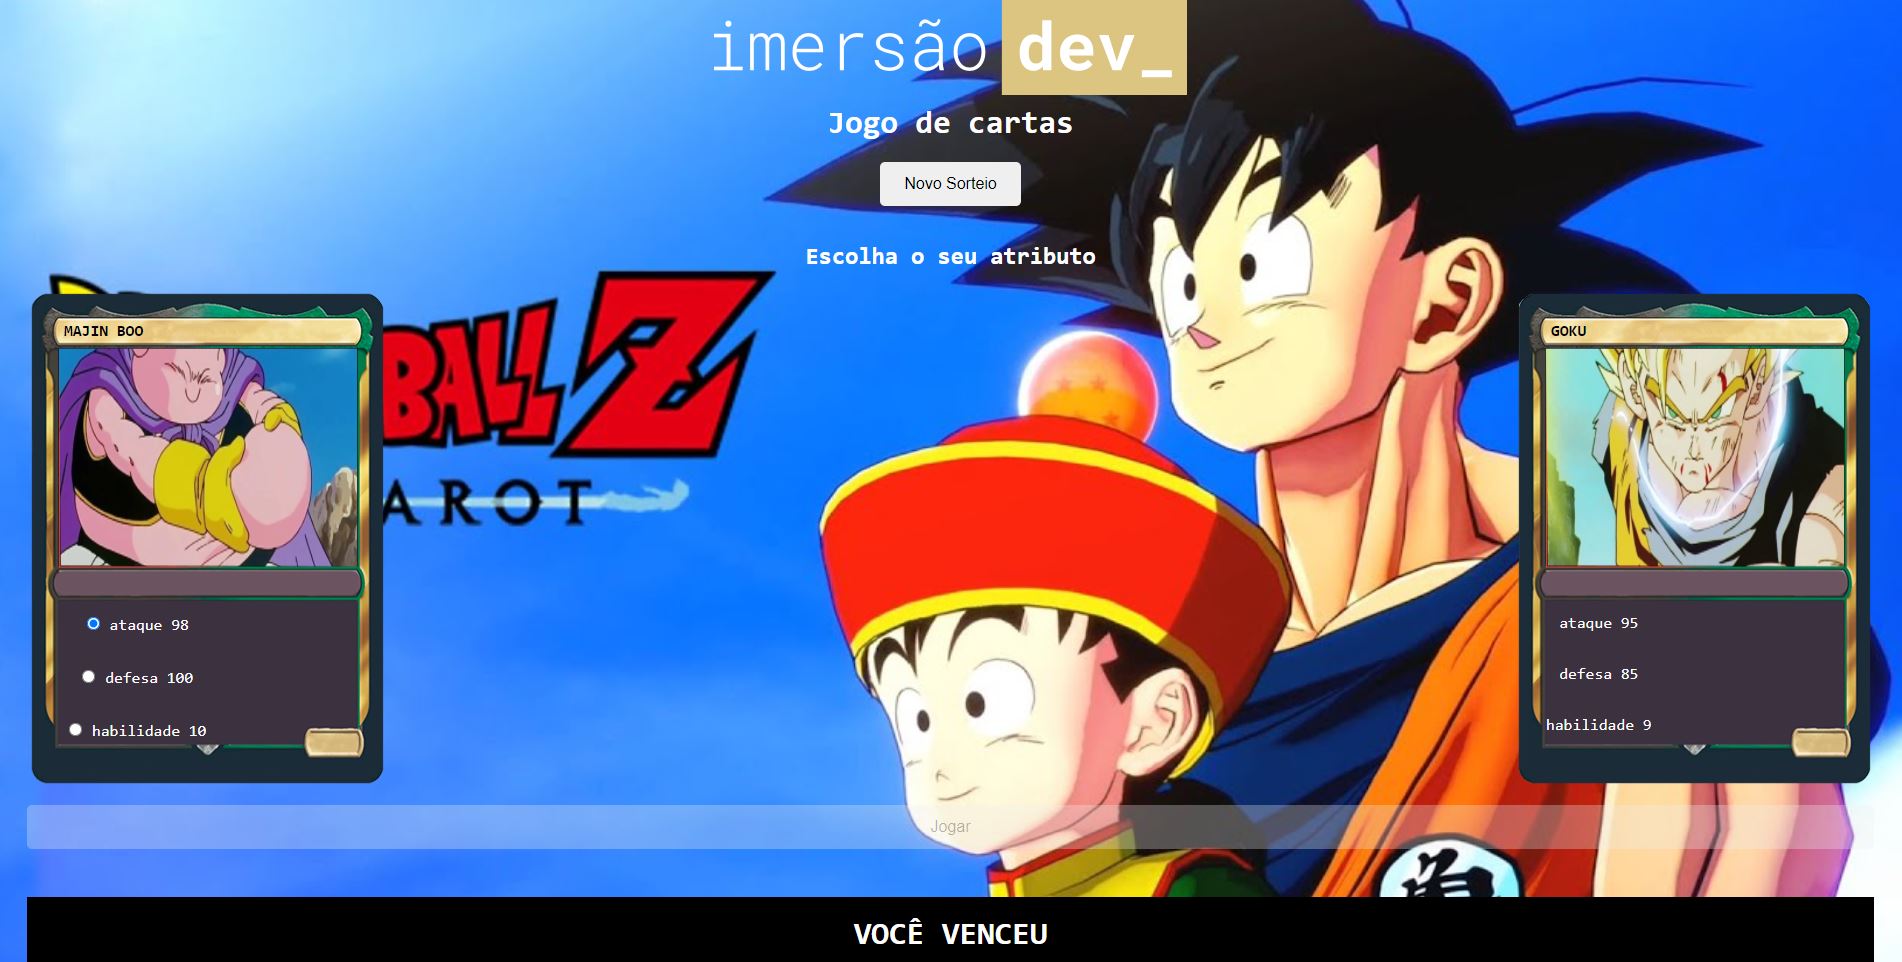 imersão dev_
Jogo de cartas
Novo Sorteio
Escolha o seu atributo
BALL Z
AROT
MAJIN BOO
ataque 98
defesa 100
habilidade 10
GOKU
ataque 95
defesa 85
habilidade 9
Jogar
VOCÊ VENCEU